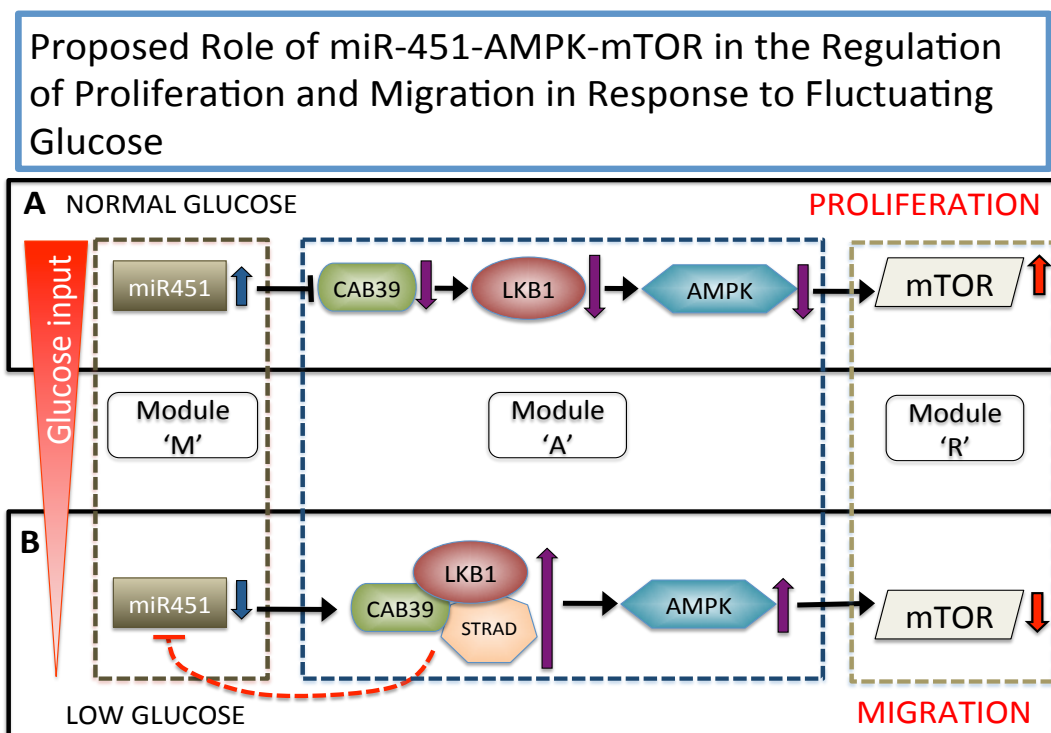 Proposed Role of miR-451-AMPK-mTOR in the Regulation
of Proliferation and Migration in Response to Fluctuating
Glucose
A NORMAL GLUCOSE
PROLIFERATION
Glucose input
miR451
CAB39
LKB1
AMPK
mTOR
Module
‘M’
Module
‘A’
Module
‘R’
B
miR451
LKB1
CAB39
STRAD
AMPK
mTOR
LOW GLUCOSE
MIGRATION